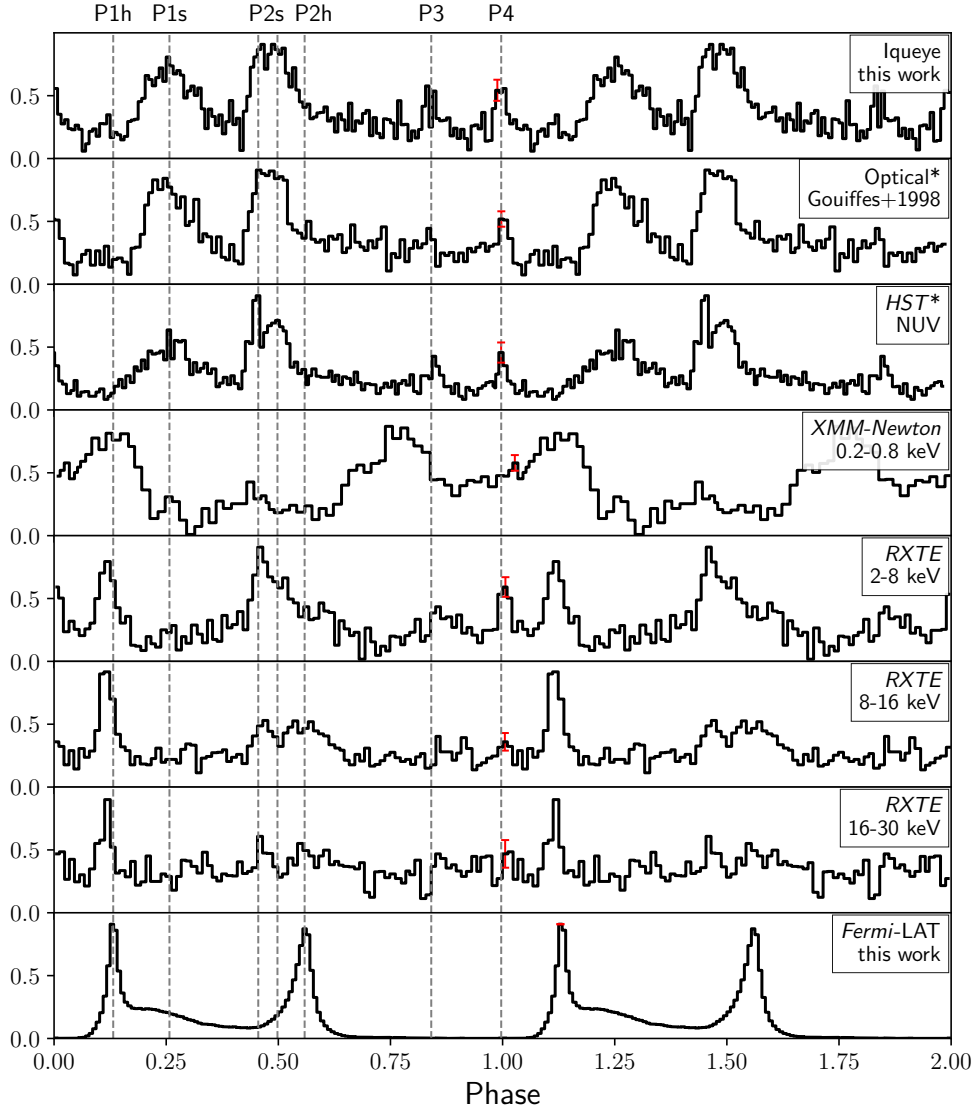 P1h P1s P2s P2h P3 P4
Iqueye
this work
0.5
0.0
Optical*
Gouiffes+1998
0.5
0.0
HST*
NUV
0.5
0.0
XMM-Newton
0.2-0.8 keV
0.5
0.0
RXTE
2-8 keV
0.5
0.0
RXTE
8-16 keV
0.5
0.0
RXTE
16-30 keV
0.5
0.0
Fermi-LAT
this work
0.5
0.0
0.00 0.25 0.50 0.75 1.00 1.25 1.50 1.75 2.00
Phase